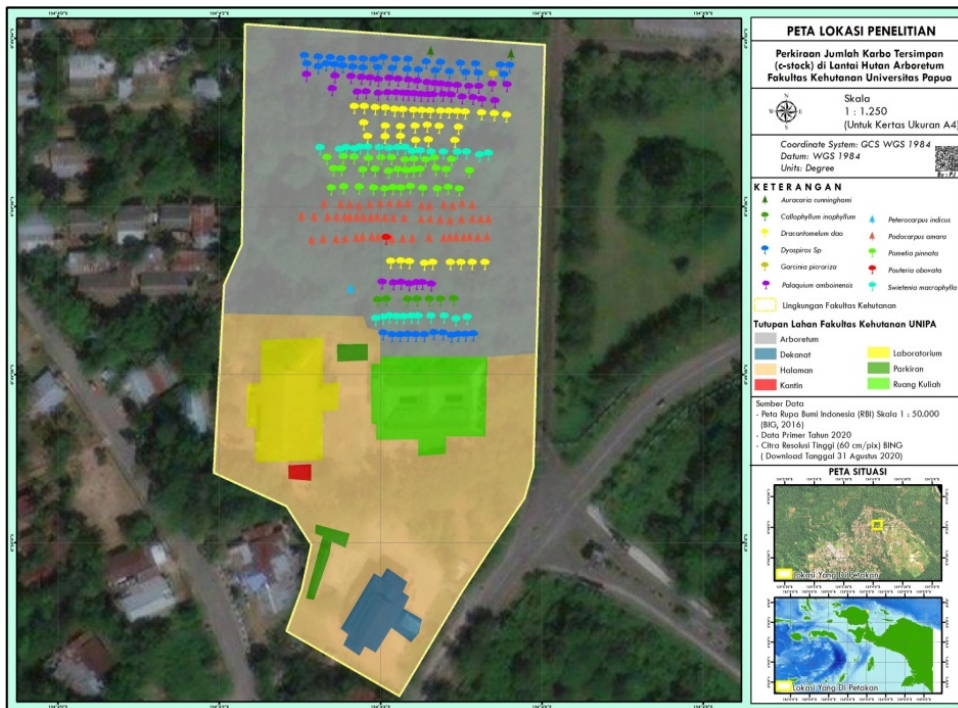 PETA LOKASI PENELITIAN
Perkiraan Jumlah Karbo Tersimpan
(c-stock) di Lantai Hutan Arboretum
Fakultas Kehutanan Universitas Papua
N
W E
S
Skala
1 : 1.250
(Untuk Kertas Ukuran A4)
Coordinate System: GCS WGS 1984
Datum: WGS 1984
Units: Degree
KETERANGAN
Auracaria cunninghami
Callophyllum inophyllum
Dracontomelum dao
Dyospiros Sp
Garcinia picroriza
Palaquium amboinensis
Peterocarpus indicus
Podocarpus amara
Pometia pinnata
Pouteria obovata
Swietenia macrophylla
Lingkungan Fakultas Kehutanan
Tutupan Lahan Fakultas Kehutanan UNIPA
Arboretum
Dekanat
Halaman
Kantin
Laboratorium
Parkiran
Ruang Kuliah
Sumber Data
- Peta Rupa Bumi Indonesia (RBI) Skala 1 : 50.000
(BIG, 2016)
- Data Primer Tahun 2020
- Citra Resolusi Tinggi (60 cm/pix) BING
( Download Tanggal 31 Agustus 2020)
PETA SITUASI
Lokasi Yang Di Petakan
Lokasi Yang Di Petakan